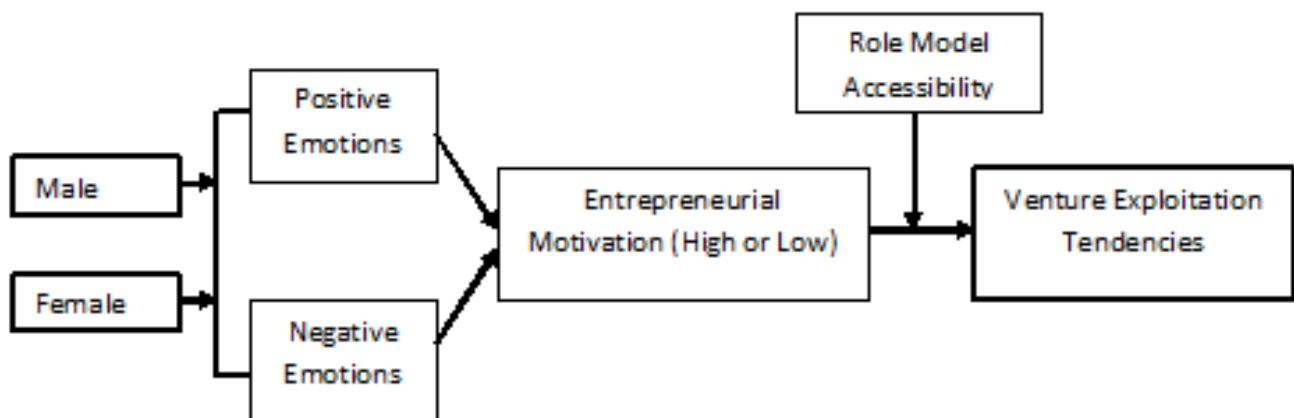 Role Model
Accessibility
Positive
Emotions
Male
Entrepreneurial
Motivation (High or Low)
Venture Exploitation
Tendencies
Female
Negative
Emotions